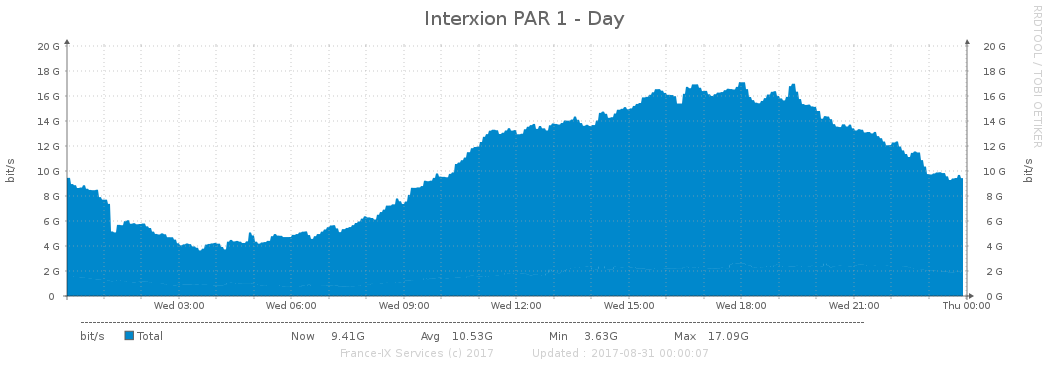 Interxion PAR 1 - Day
RRDTOOL / TOBI OETIKER
20 G 20 G
18 G 18 G
16 G 16 G
14 G 14 G
12 G 12 G
10 G 10 G
8 G 8 G
6 G 6 G
4 G 4 G
2 G 2 G
0 0 G
bit/s
bit/s
Wed 03:00 Wed 06:00 Wed 09:00 Wed 12:00 Wed 15:00 Wed 18:00 Wed 21:00 Thu 00:00
bit/s Total Now 9.41G Avg 10.53G Min 3.63G Max 17.09G
France-IX Services (c) 2017 Updated : 2017-08-31 00:00:07